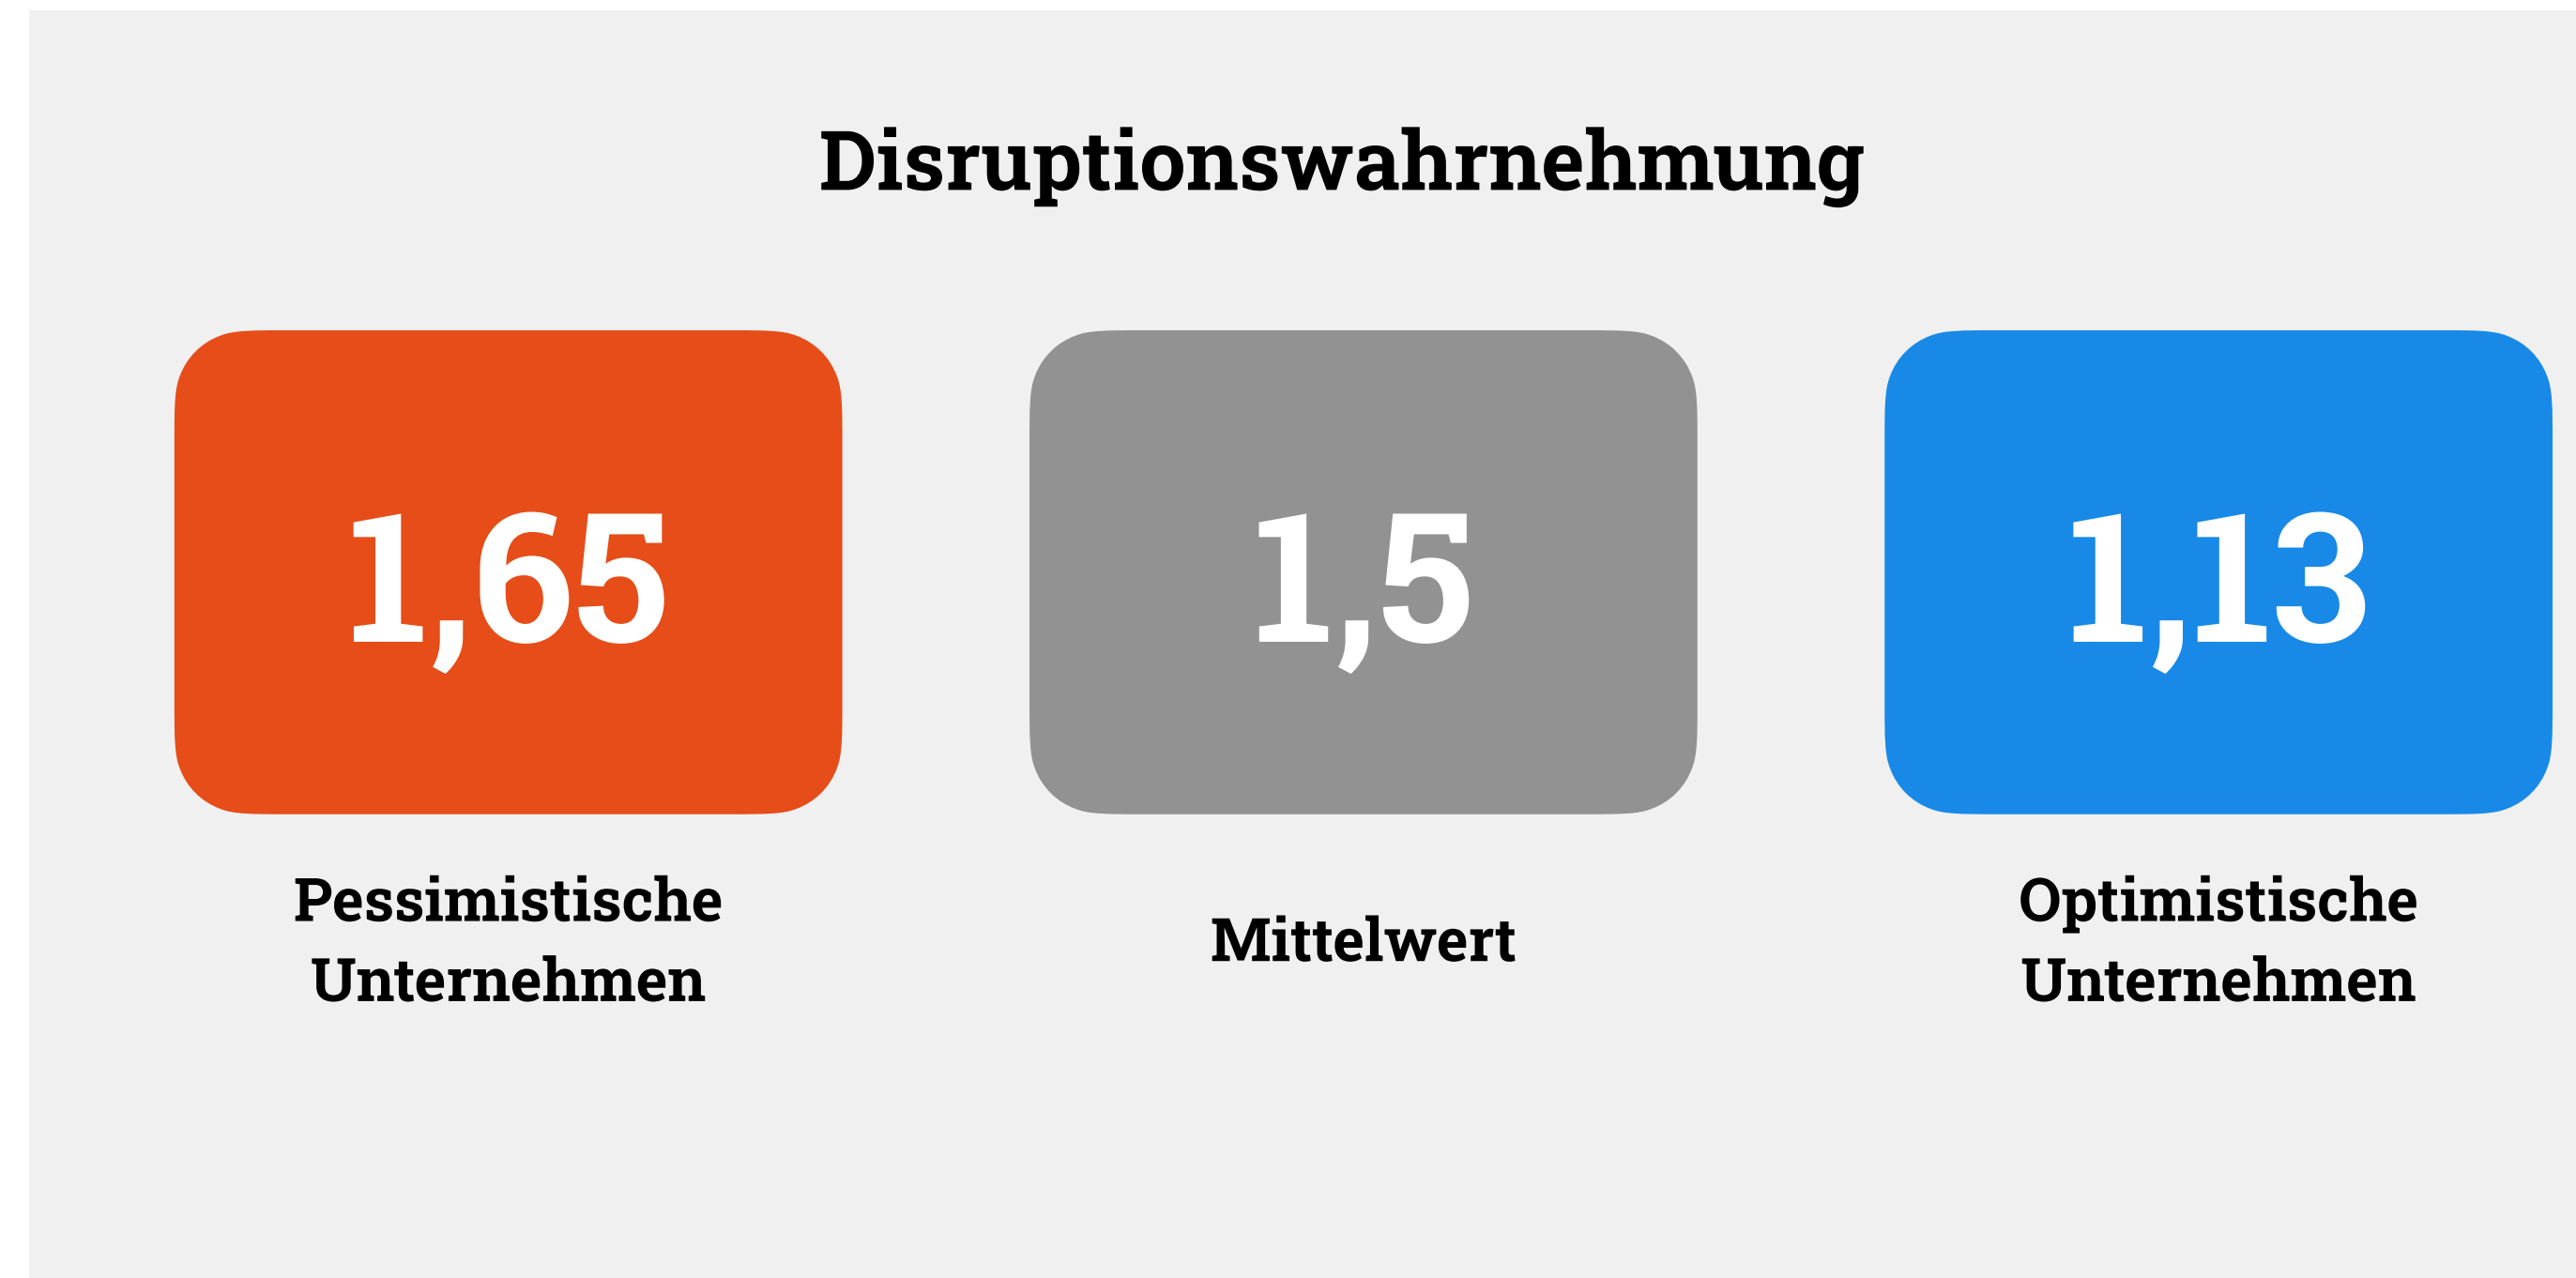 Disruptionswahrnehmung
1,65
1,5
1,13
Pessimistische
Unternehmen
Mittelwert
Optimistische
Unternehmen